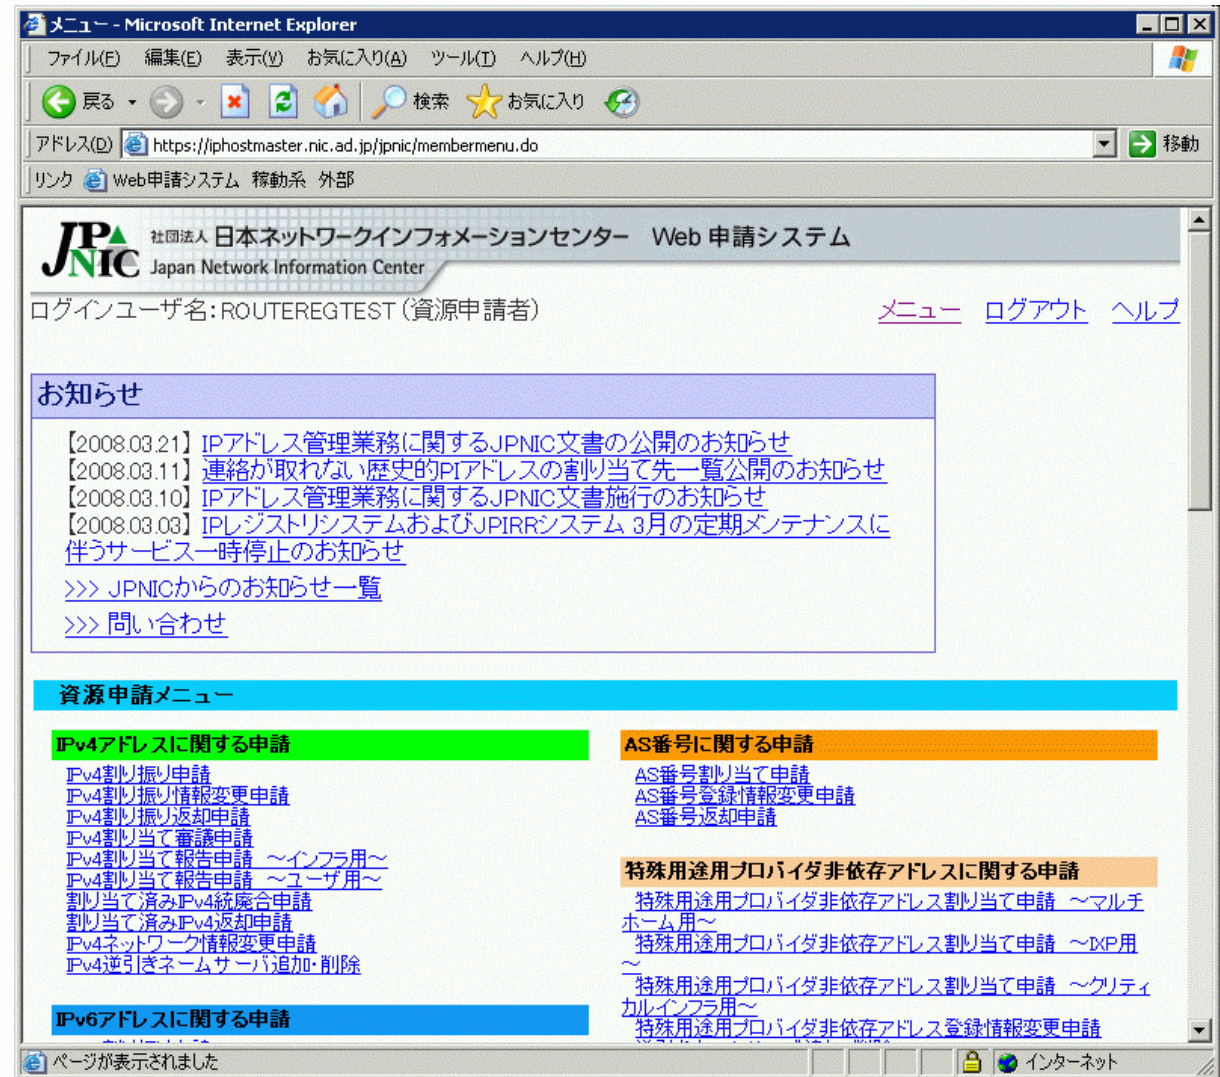 メニュー - Microsoft Internet Explorer
ファイル(F) 編集(E) 表示(V) お気に入り(A) ツール(T) ヘルプ(H)
戻る 検索 お気に入り
アドレス(D) https://iphostmaster.nic.ad.jp/jpnic/membermenu.do 移動
リンク Web申請システム 稼動系 外部
JPNIC 社団法人 日本ネットワークインフォメーションセンター Web 申請システム
Japan Network Information Center
ログインユーザ名:ROUTEREGTEST (資源申請者) メニュー ログアウト ヘルプ
お知らせ
【2008.03.21】 IPアドレス管理業務に関するJPNIC文書の公開のお知らせ
【2008.03.11】 連絡が取れない歴史的PIアドレスの割り当て先一覧公開のお知らせ
【2008.03.10】 IPアドレス管理業務に関するJPNIC文書施行のお知らせ
【2008.03.03】 IPレジストリシステムおよびJPIRRシステム 3月の定期メンテナンスに
伴うサービス一時停止のお知らせ
>>> JPNICからのお知らせ一覧
>>> 問い合わせ
資源申請メニュー
IPv4アドレスに関する申請
IPv4割り振り申請
IPv4割り振り情報変更申請
IPv4割り振り返却申請
IPv4割り当て審議申請
IPv4割り当て報告申請 ～インフラ用～
IPv4割り当て報告申請 ～ユーザ用～
割り当て済みIPv4統廃合申請
割り当て済みIPv4返却申請
IPv4ネットワーク情報変更申請
IPv4逆引きネームサーバ追加・削除
IPv6アドレスに関する申請
AS番号に関する申請
AS番号割り当て申請
AS番号登録情報変更申請
AS番号返却申請
特殊用途用プロバイダ非依存アドレスに関する申請
特殊用途用プロバイダ非依存アドレス割り当て申請 ～マルチ
ホーム用～
特殊用途用プロバイダ非依存アドレス割り当て申請 ～IXP用
～
特殊用途用プロバイダ非依存アドレス割り当て申請 ～クリティ
カルインフラ用～
特殊用途用プロバイダ非依存アドレス登録情報変更申請
ページが表示されました インターネット